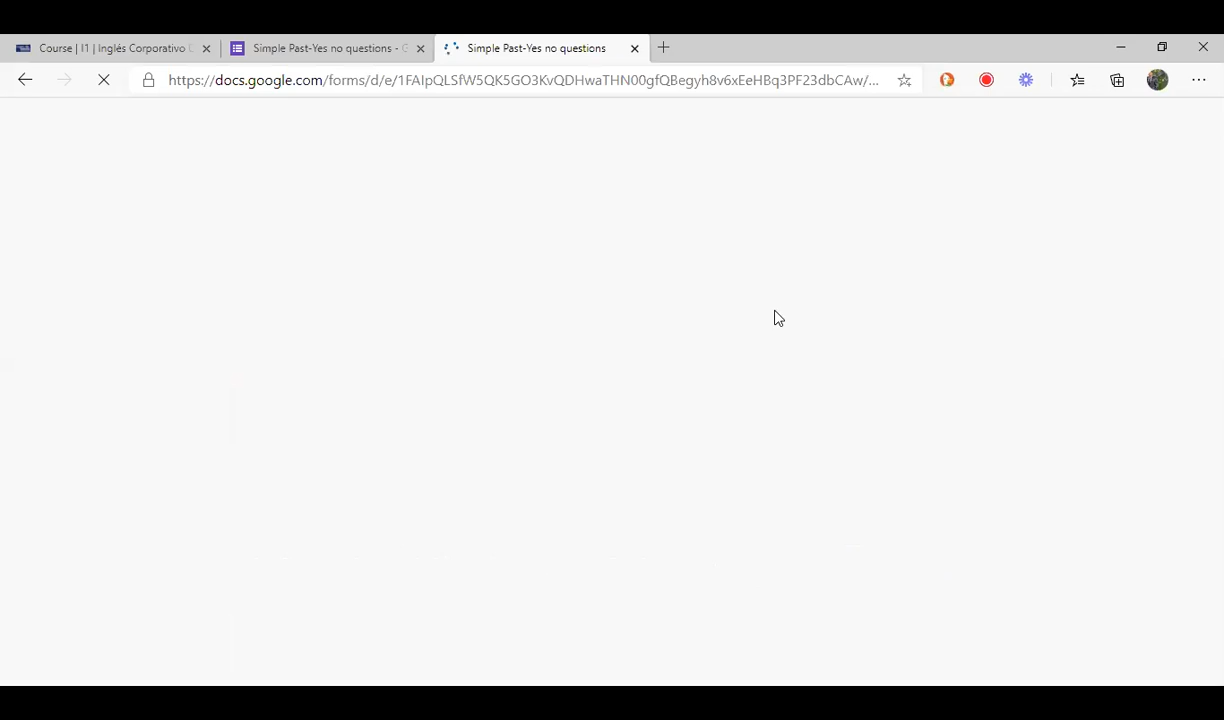 Course | I1 | Inglés Corporativo
Simple Past-Yes no questions - G
Simple Past-Yes no questions
https://docs.google.com/forms/d/e/1FAIpQLSfW5QK5GO3KvQDHwaTHN00gfQBegyh8v6xEeHBq3PF23dbCAw/...